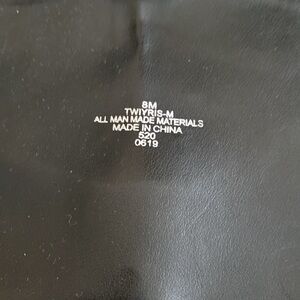 8M
TWIYRIS-M
ALL MAN MADE MATERIALS
MADE IN CHINA
520
0619